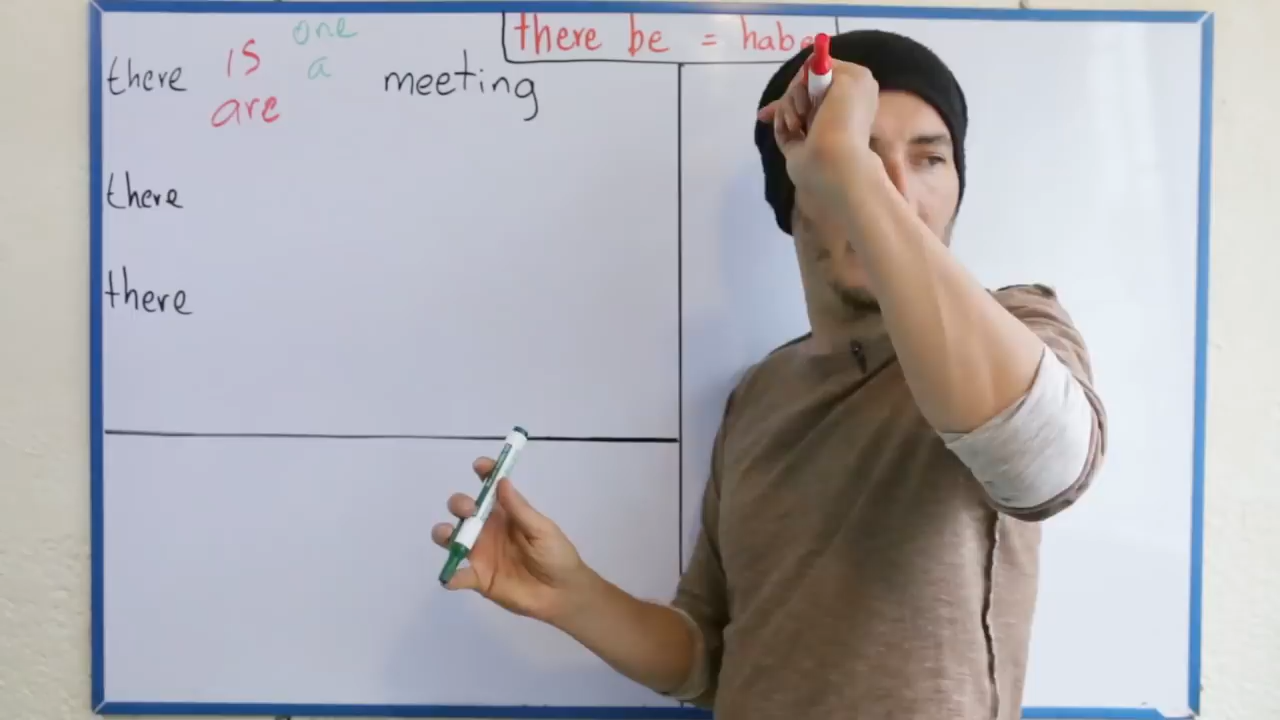 there be = habe
one
there is a meeting
are
there
there